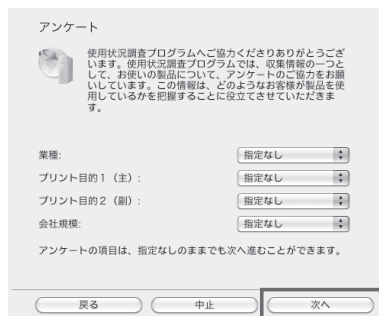 アンケート
使用状況調査プログラムへご協力くださりありがとうござ
います。使用状況調査プログラムでは、収集情報の一つと
して、お使いの製品について、アンケートのご協力をお願
いしています。この情報は、どのようなお客様が製品を使
用しているかを把握することに役立てさせていただきま
す。
業種: 指定なし
プリント目的1（主）: 指定なし
プリント目的2（副）: 指定なし
会社規模: 指定なし
アンケートの項目は、指定なしのままでも次へ進むことができます。
戻る 中止 次へ